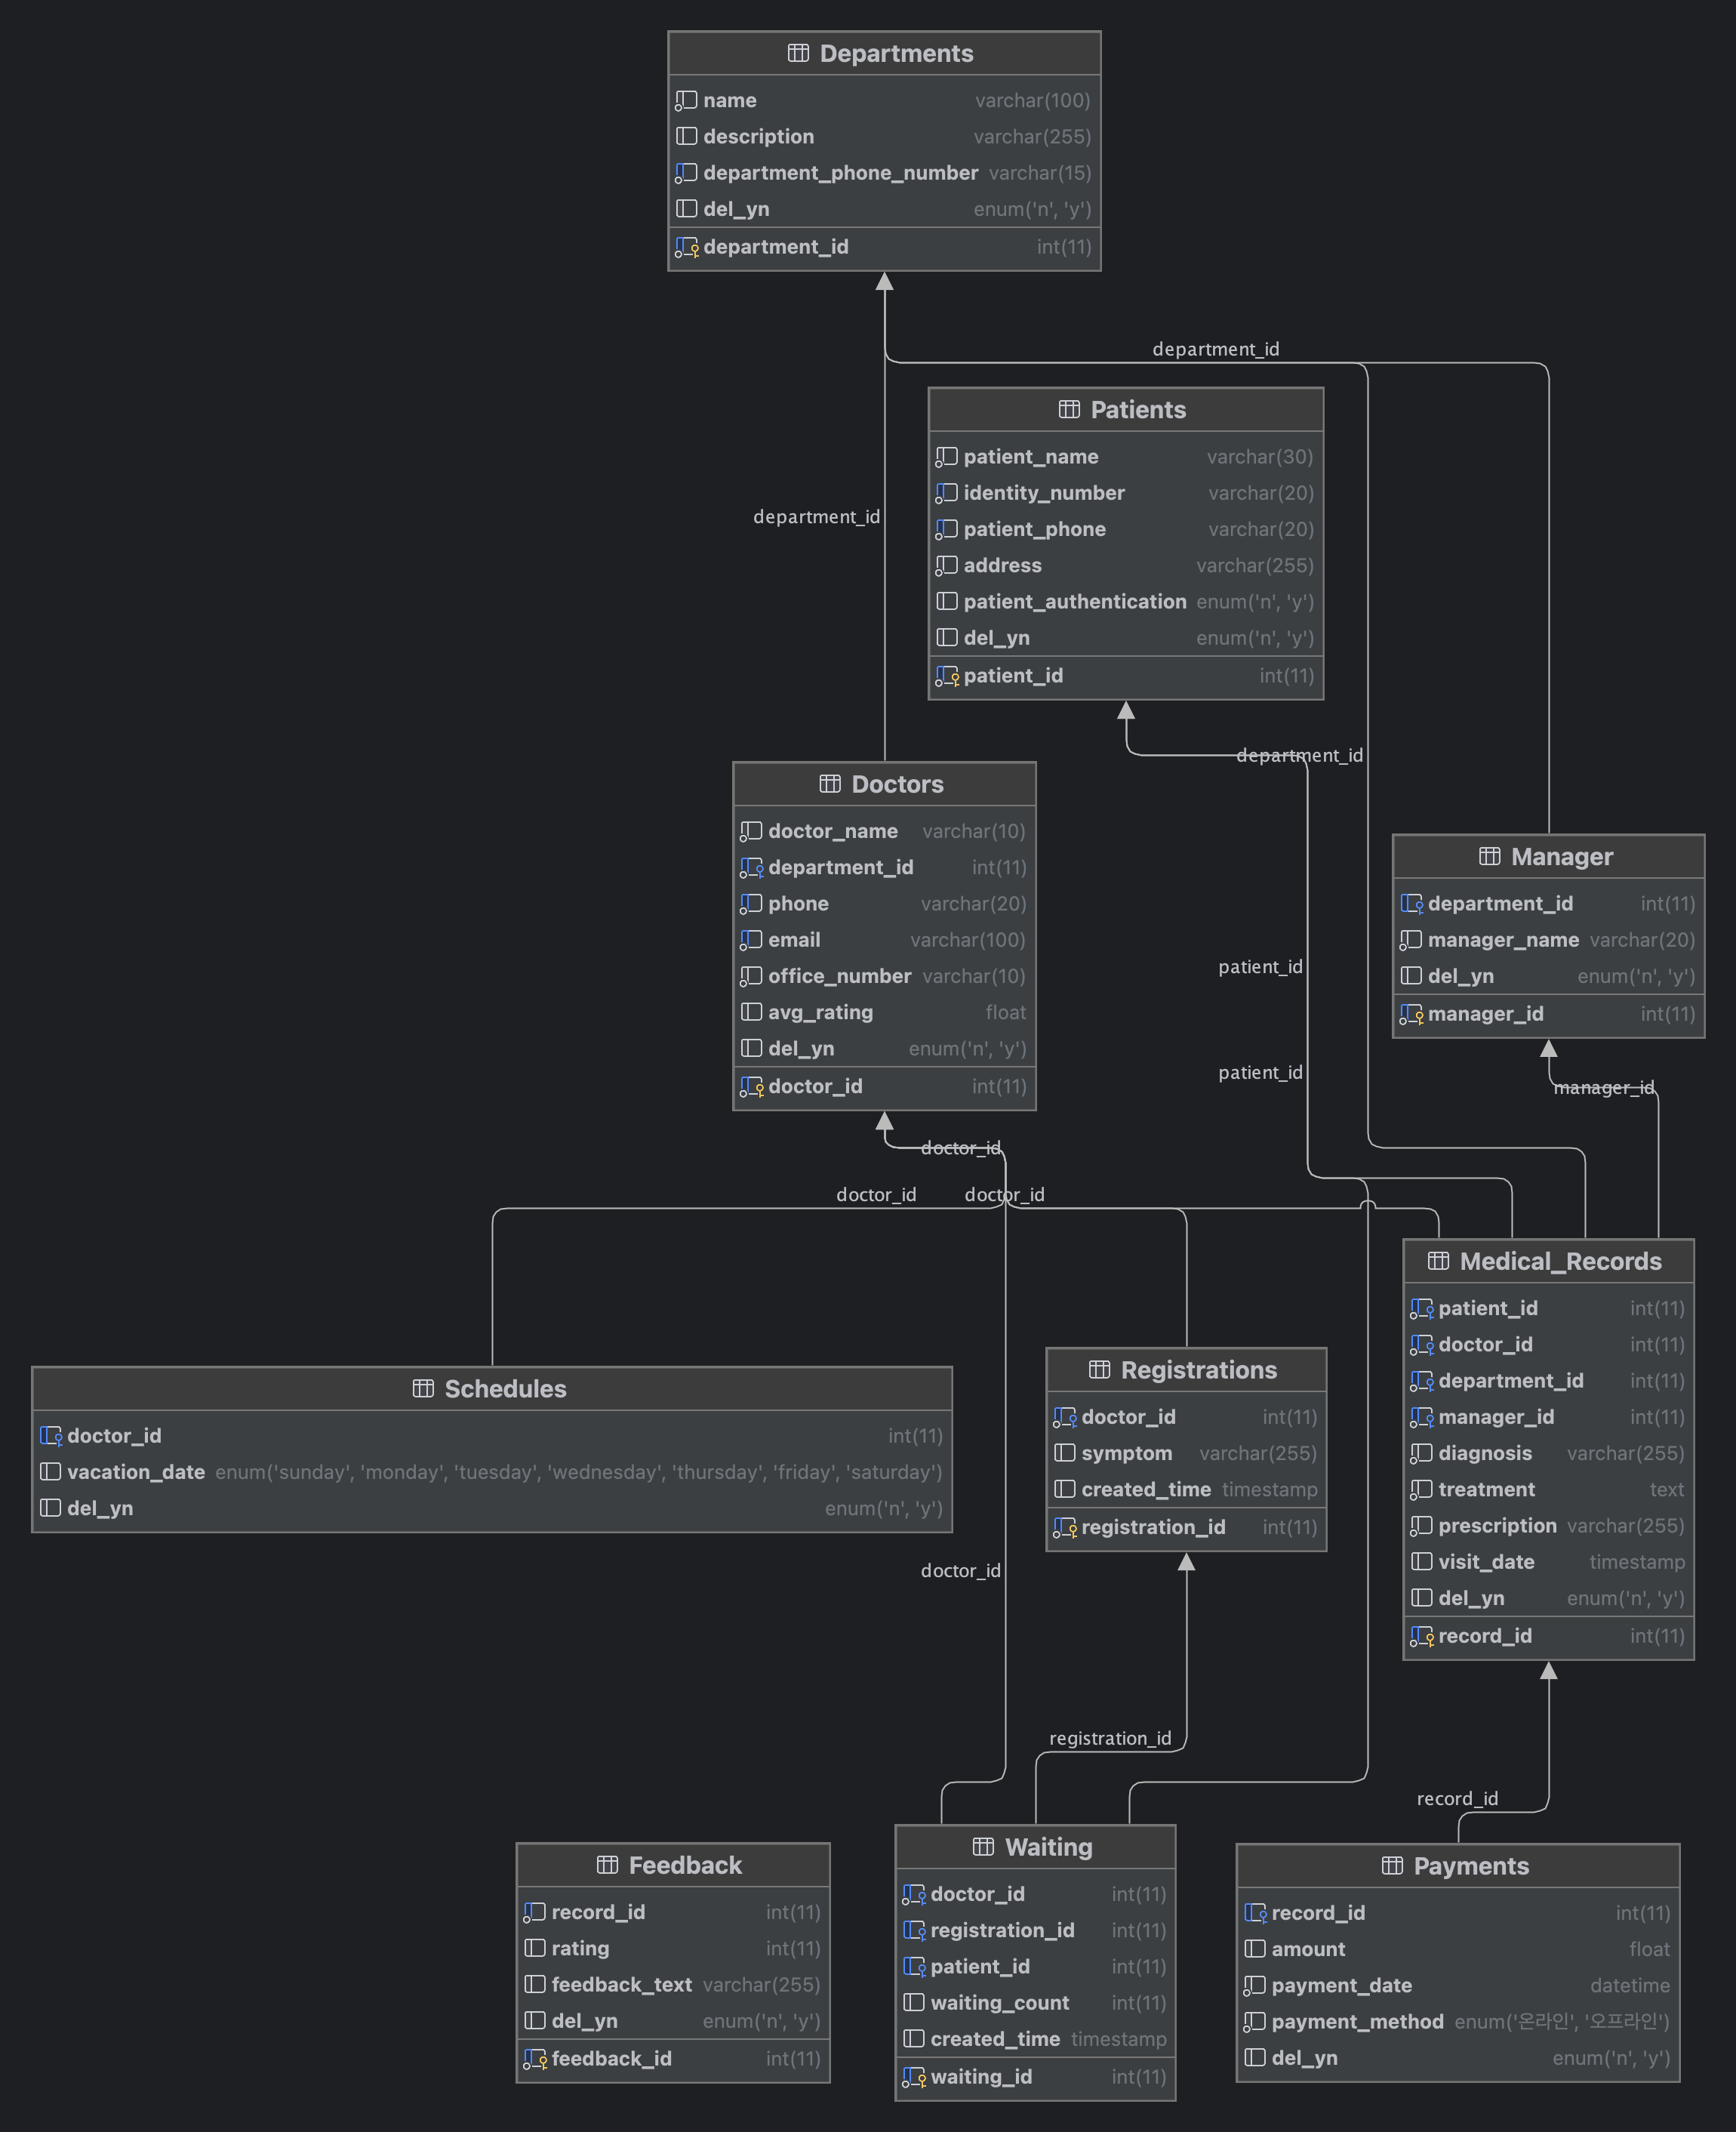 Departments
name varchar(100)
description varchar(255)
department_phone_number varchar(15)
del_yn enum('n', 'y')
department_id int(11)
department_id
Patients
patient_name varchar(30)
identity_number varchar(20)
patient_phone varchar(20)
address varchar(255)
patient_authentication enum('n', 'y')
del_yn enum('n', 'y')
patient_id int(11)
department_id
department_id
Doctors
doctor_name varchar(10)
department_id int(11)
phone varchar(20)
email varchar(100)
office_number varchar(10)
avg_rating float
del_yn enum('n', 'y')
doctor_id int(11)
Manager
department_id int(11)
manager_name varchar(20)
del_yn enum('n', 'y')
manager_id int(11)
patient_id
patient_id
manager_id
doctor_id
doctor_id
doctor_id
Schedules
doctor_id int(11)
vacation_date enum('sunday', 'monday', 'tuesday', 'wednesday', 'thursday', 'friday', 'saturday')
del_yn enum('n', 'y')
Registrations
doctor_id int(11)
symptom varchar(255)
created_time timestamp
registration_id int(11)
Medical_Records
patient_id int(11)
doctor_id int(11)
department_id int(11)
manager_id int(11)
diagnosis varchar(255)
treatment text
prescription varchar(255)
visit_date timestamp
del_yn enum('n', 'y')
record_id int(11)
doctor_id
registration_id
record_id
Feedback
record_id int(11)
rating int(11)
feedback_text varchar(255)
del_yn enum('n', 'y')
feedback_id int(11)
Waiting
doctor_id int(11)
registration_id int(11)
patient_id int(11)
waiting_count int(11)
created_time timestamp
waiting_id int(11)
Payments
record_id int(11)
amount float
payment_date datetime
payment_method enum('온라인', '오프라인')
del_yn enum('n', 'y')